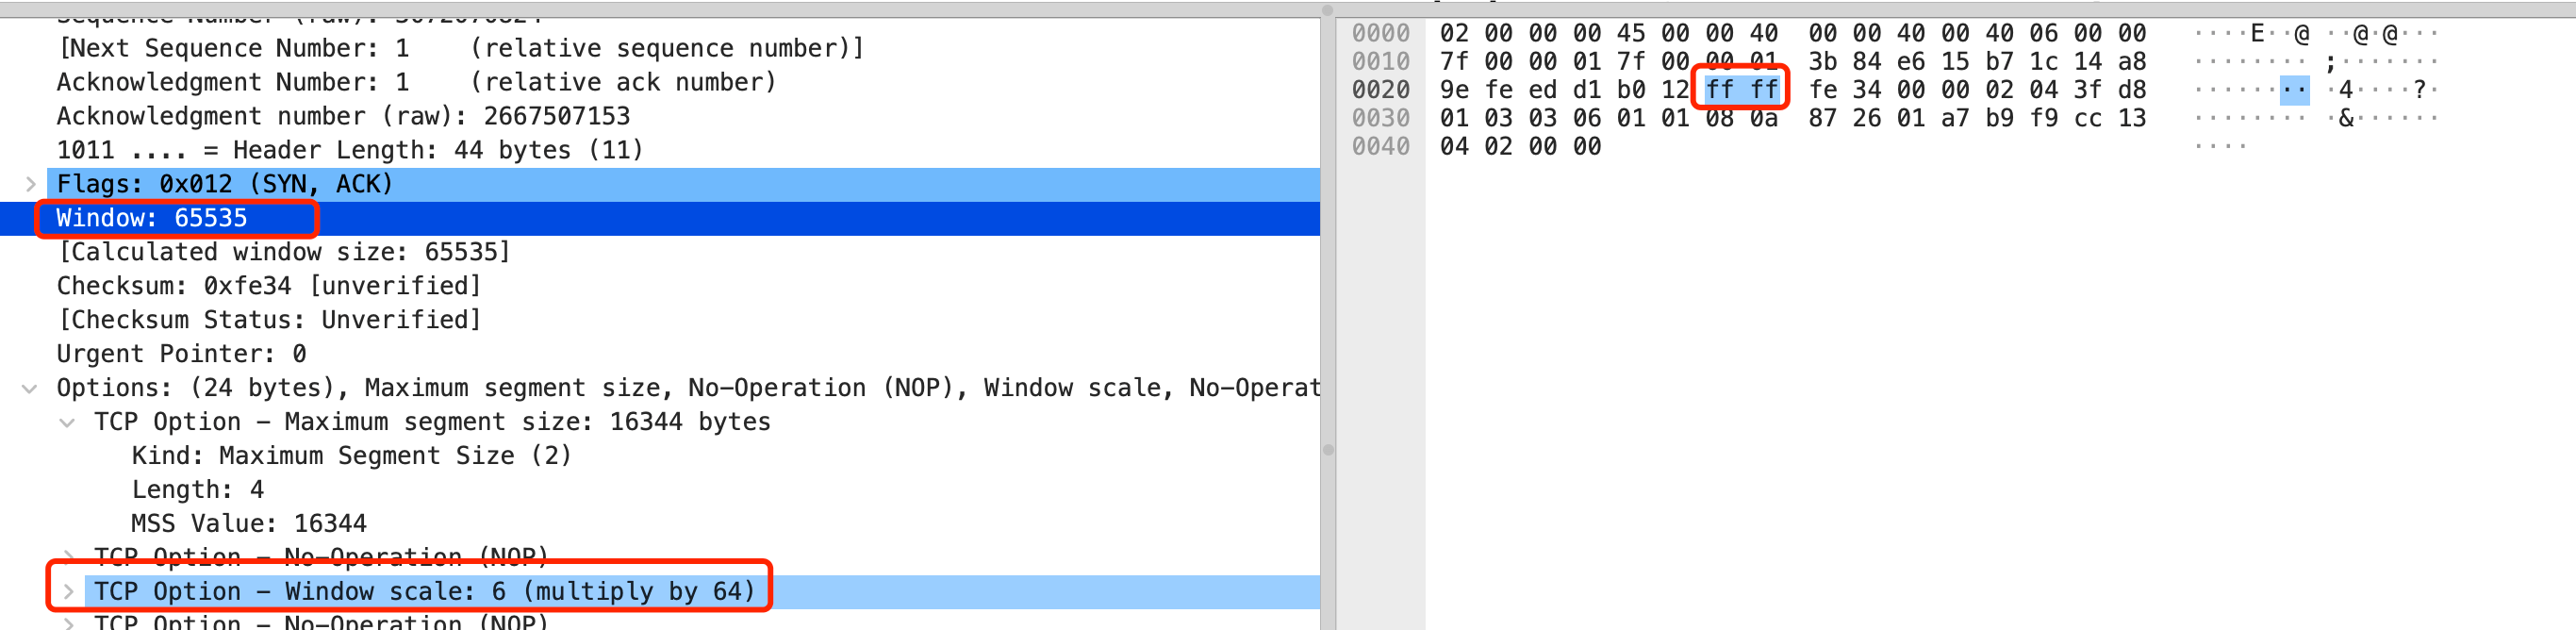 Sequence Number (raw): 3072070824
[Next Sequence Number: 1    (relative sequence number)]
Acknowledgment Number: 1    (relative ack number)
Acknowledgment number (raw): 2667507153
1011 .... = Header Length: 44 bytes (11)
Flags: 0x012 (SYN, ACK)
Window: 65535
[Calculated window size: 65535]
Checksum: 0xfe34 [unverified]
[Checksum Status: Unverified]
Urgent Pointer: 0
Options: (24 bytes), Maximum segment size, No-Operation (NOP), Window scale, No-Operat
TCP Option - Maximum segment size: 16344 bytes
Kind: Maximum Segment Size (2)
Length: 4
MSS Value: 16344
TCP Option - No-Operation (NOP)
TCP Option - Window scale: 6 (multiply by 64)
TCP Option - No-Operation (NOP)
0000 02 00 00 00 45 00 00 40 00 00 40 00 40 06 00 00 ····E··@ ··@·@···
0010 7f 00 00 01 7f 00 00 01 3b 84 e6 15 b7 1c 14 a8 ········ ;·······
0020 9e fe ed d1 b0 12 ff ff fe 34 00 00 02 04 3f d8 ········ ·4····?·
0030 01 03 03 06 01 01 08 0a 87 26 01 a7 b9 f9 cc 13 ········ ·&······
0040 04 02 00 00 ····